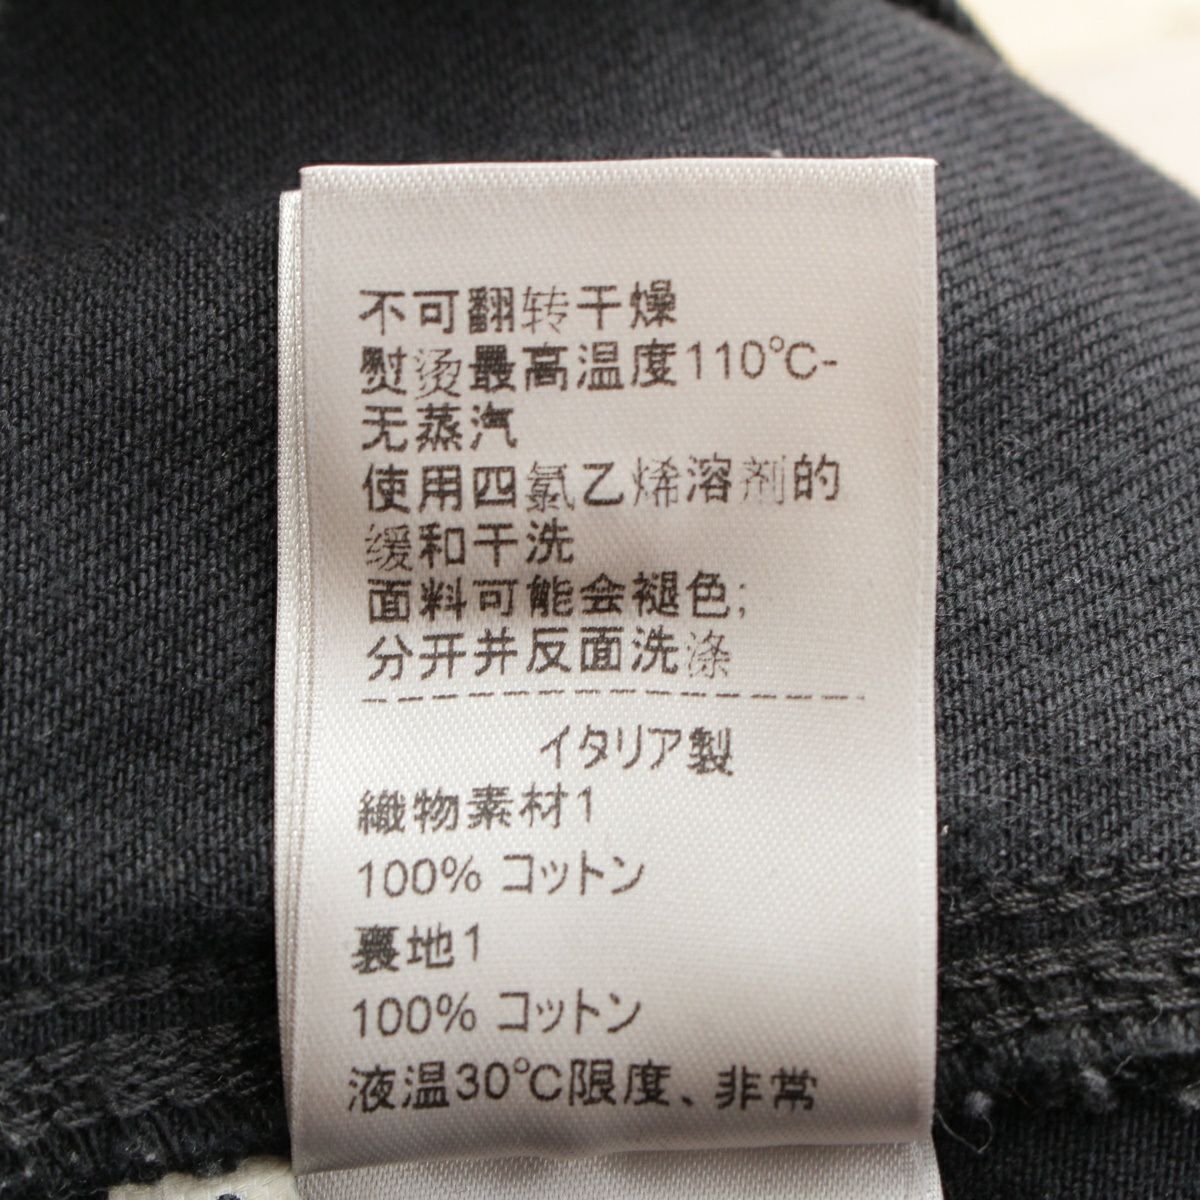 不可翻转干燥
熨烫最高温度110°C-
无蒸汽
使用四氯乙烯溶剂的
缓和干洗
面料可能会褪色;
分开并反面洗涤
イタリア製
織物素材1
100% コットン
裏地1
100% コットン
液温30°C限度、非常